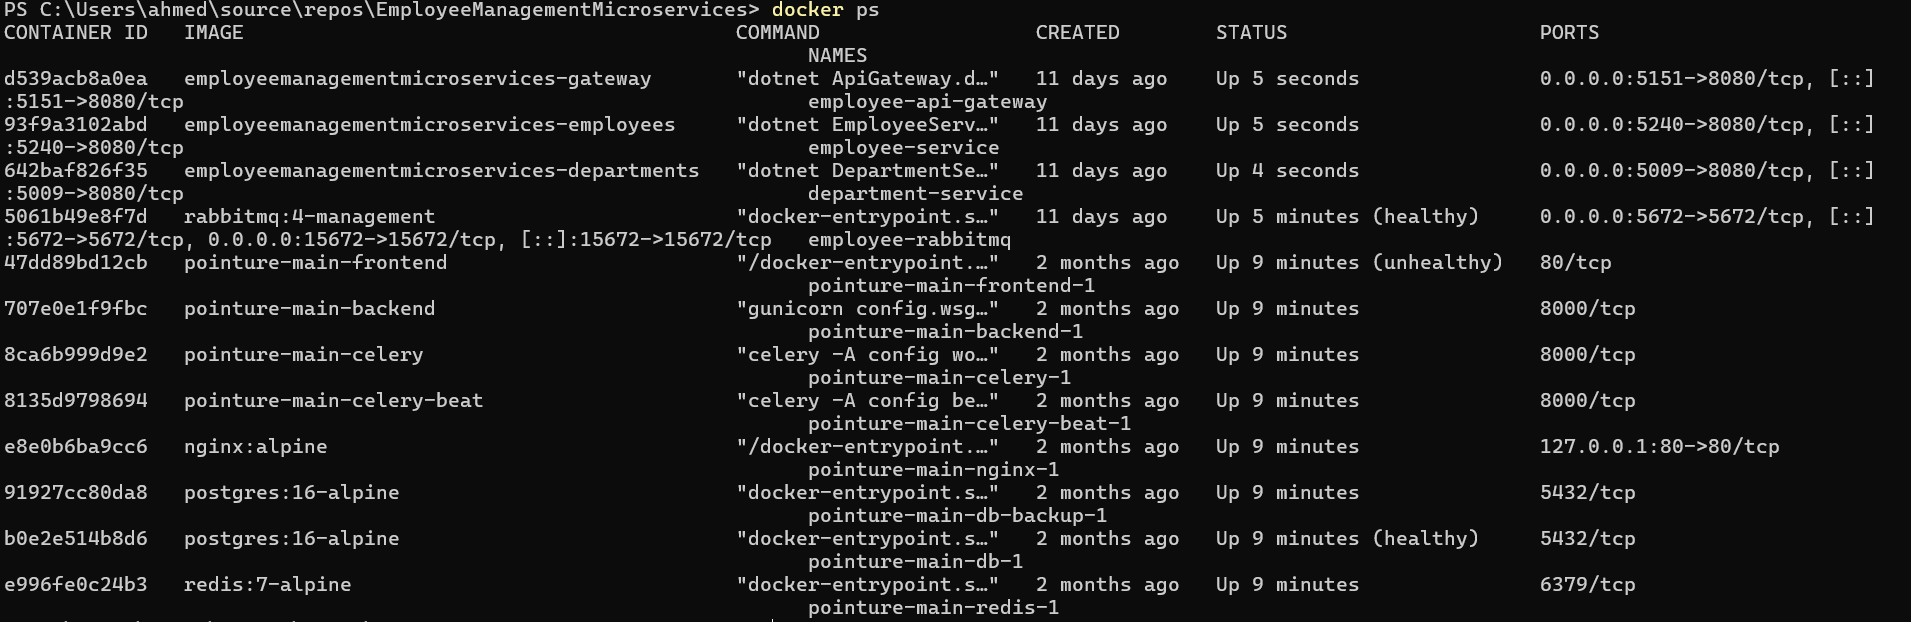 PS C:\Users\ahmed\source\repos\EmployeeManagementMicroservices> docker ps
CONTAINER ID   IMAGE                                         COMMAND                  CREATED        STATUS                     PORTS
                                                                   NAMES
d539acb8a0ea   employeemanagementmicroservices-gateway       "dotnet ApiGateway.d…"   11 days ago    Up 5 seconds               0.0.0.0:5151->8080/tcp, [::]
:5151->8080/tcp                                                    employee-api-gateway
93f9a3102abd   employeemanagementmicroservices-employees     "dotnet EmployeeServ…"   11 days ago    Up 5 seconds               0.0.0.0:5240->8080/tcp, [::]
:5240->8080/tcp                                                    employee-service
642baf826f35   employeemanagementmicroservices-departments   "dotnet DepartmentSe…"   11 days ago    Up 4 seconds               0.0.0.0:5009->8080/tcp, [::]
:5009->8080/tcp                                                    department-service
5061b49e8f7d   rabbitmq:4-management                         "docker-entrypoint.s…"   11 days ago    Up 5 minutes (healthy)     0.0.0.0:5672->5672/tcp, [::]
:5672->5672/tcp, 0.0.0.0:15672->15672/tcp, [::]:15672->15672/tcp   employee-rabbitmq
47dd89bd12cb   pointure-main-frontend                        "/docker-entrypoint.…"   2 months ago   Up 9 minutes (unhealthy)   80/tcp
                                                                   pointure-main-frontend-1
707e0e1f9fbc   pointure-main-backend                         "gunicorn config.wsg…"   2 months ago   Up 9 minutes               8000/tcp
                                                                   pointure-main-backend-1
8ca6b999d9e2   pointure-main-celery                          "celery -A config wo…"   2 months ago   Up 9 minutes               8000/tcp
                                                                   pointure-main-celery-1
8135d9798694   pointure-main-celery-beat                     "celery -A config be…"   2 months ago   Up 9 minutes               8000/tcp
                                                                   pointure-main-celery-beat-1
e8e0b6ba9cc6   nginx:alpine                                  "/docker-entrypoint.…"   2 months ago   Up 9 minutes               127.0.0.1:80->80/tcp
                                                                   pointure-main-nginx-1
91927cc80da8   postgres:16-alpine                            "docker-entrypoint.s…"   2 months ago   Up 9 minutes               5432/tcp
                                                                   pointure-main-db-backup-1
b0e2e514b8d6   postgres:16-alpine                            "docker-entrypoint.s…"   2 months ago   Up 9 minutes (healthy)     5432/tcp
                                                                   pointure-main-db-1
e996fe0c24b3   redis:7-alpine                                "docker-entrypoint.s…"   2 months ago   Up 9 minutes               6379/tcp
                                                                   pointure-main-redis-1